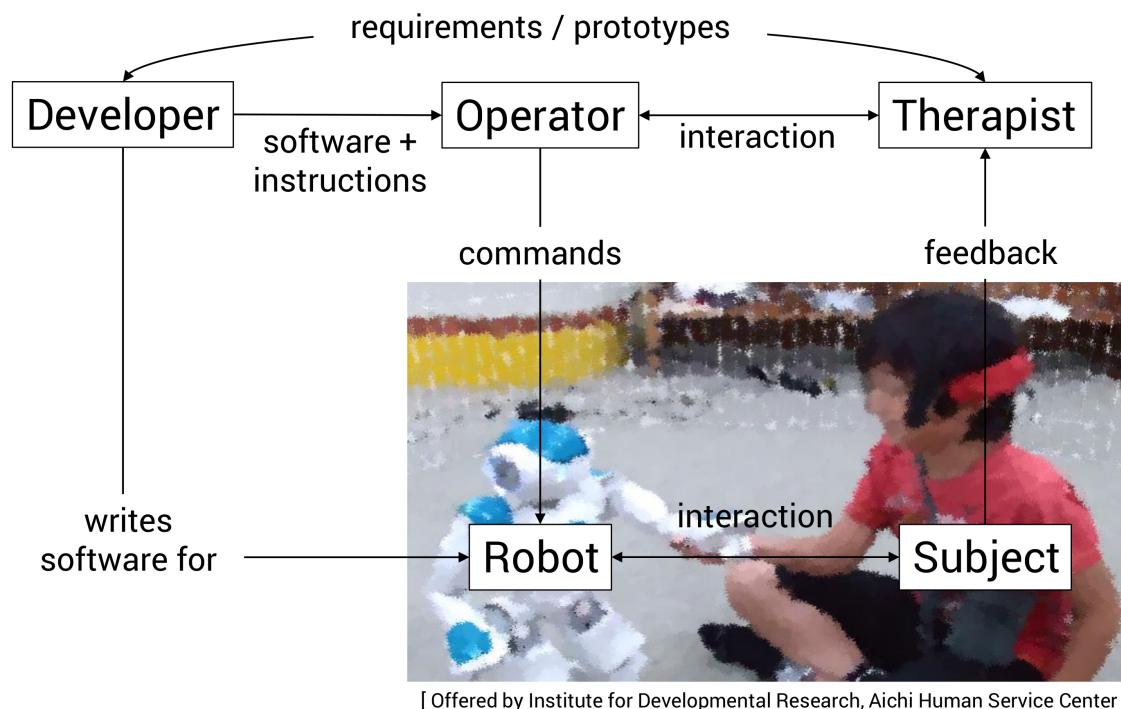 requirements / prototypes
Developer
Operator
Therapist
software +
instructions
interaction
commands
feedback
writes
software for
interaction
Robot
Subject
[ Offered by Institute for Developmental Research, Aichi Human Service Center